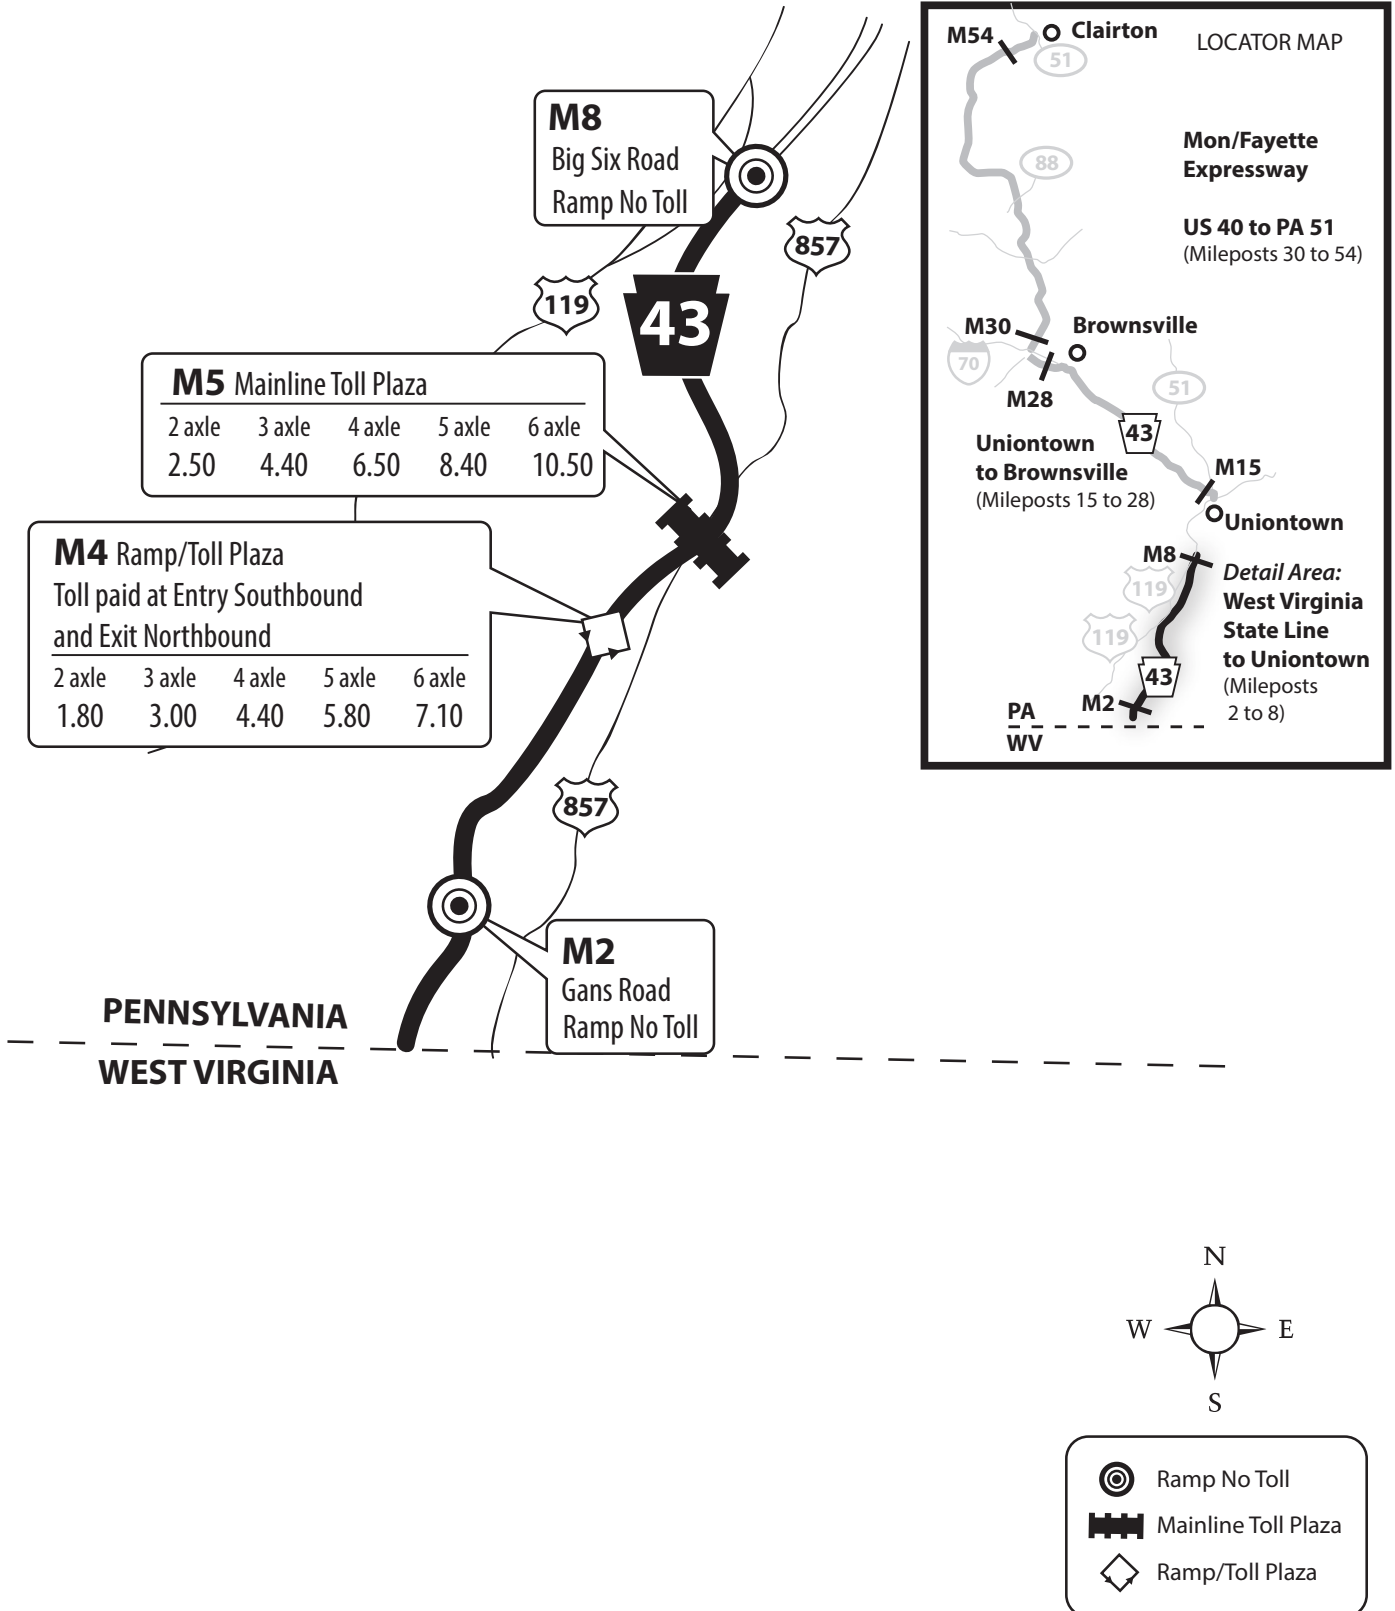 M8
Big Six Road
Ramp No Toll
857
119
43
M5 Mainline Toll Plaza
2 axle 3 axle 4 axle 5 axle 6 axle
2.50 4.40 6.50 8.40 10.50
M4 Ramp/Toll Plaza
Toll paid at Entry Southbound
and Exit Northbound
2 axle 3 axle 4 axle 5 axle 6 axle
1.80 3.00 4.40 5.80 7.10
857
M2
Gans Road
Ramp No Toll
PENNSYLVANIA
WEST VIRGINIA
LOCATOR MAP
M54
Clairton
51
88
Mon/Fayette
Expressway
US 40 to PA 51
(Mileposts 30 to 54)
M30
Brownsville
70
M28
51
43
Uniontown
to Brownsville
(Mileposts 15 to 28)
M15
Uniontown
M8
119
119
Detail Area:
West Virginia
State Line
to Uniontown
(Mileposts
2 to 8)
43
M2
PA
WV
N
W E
S
Ramp No Toll
Mainline Toll Plaza
Ramp/Toll Plaza